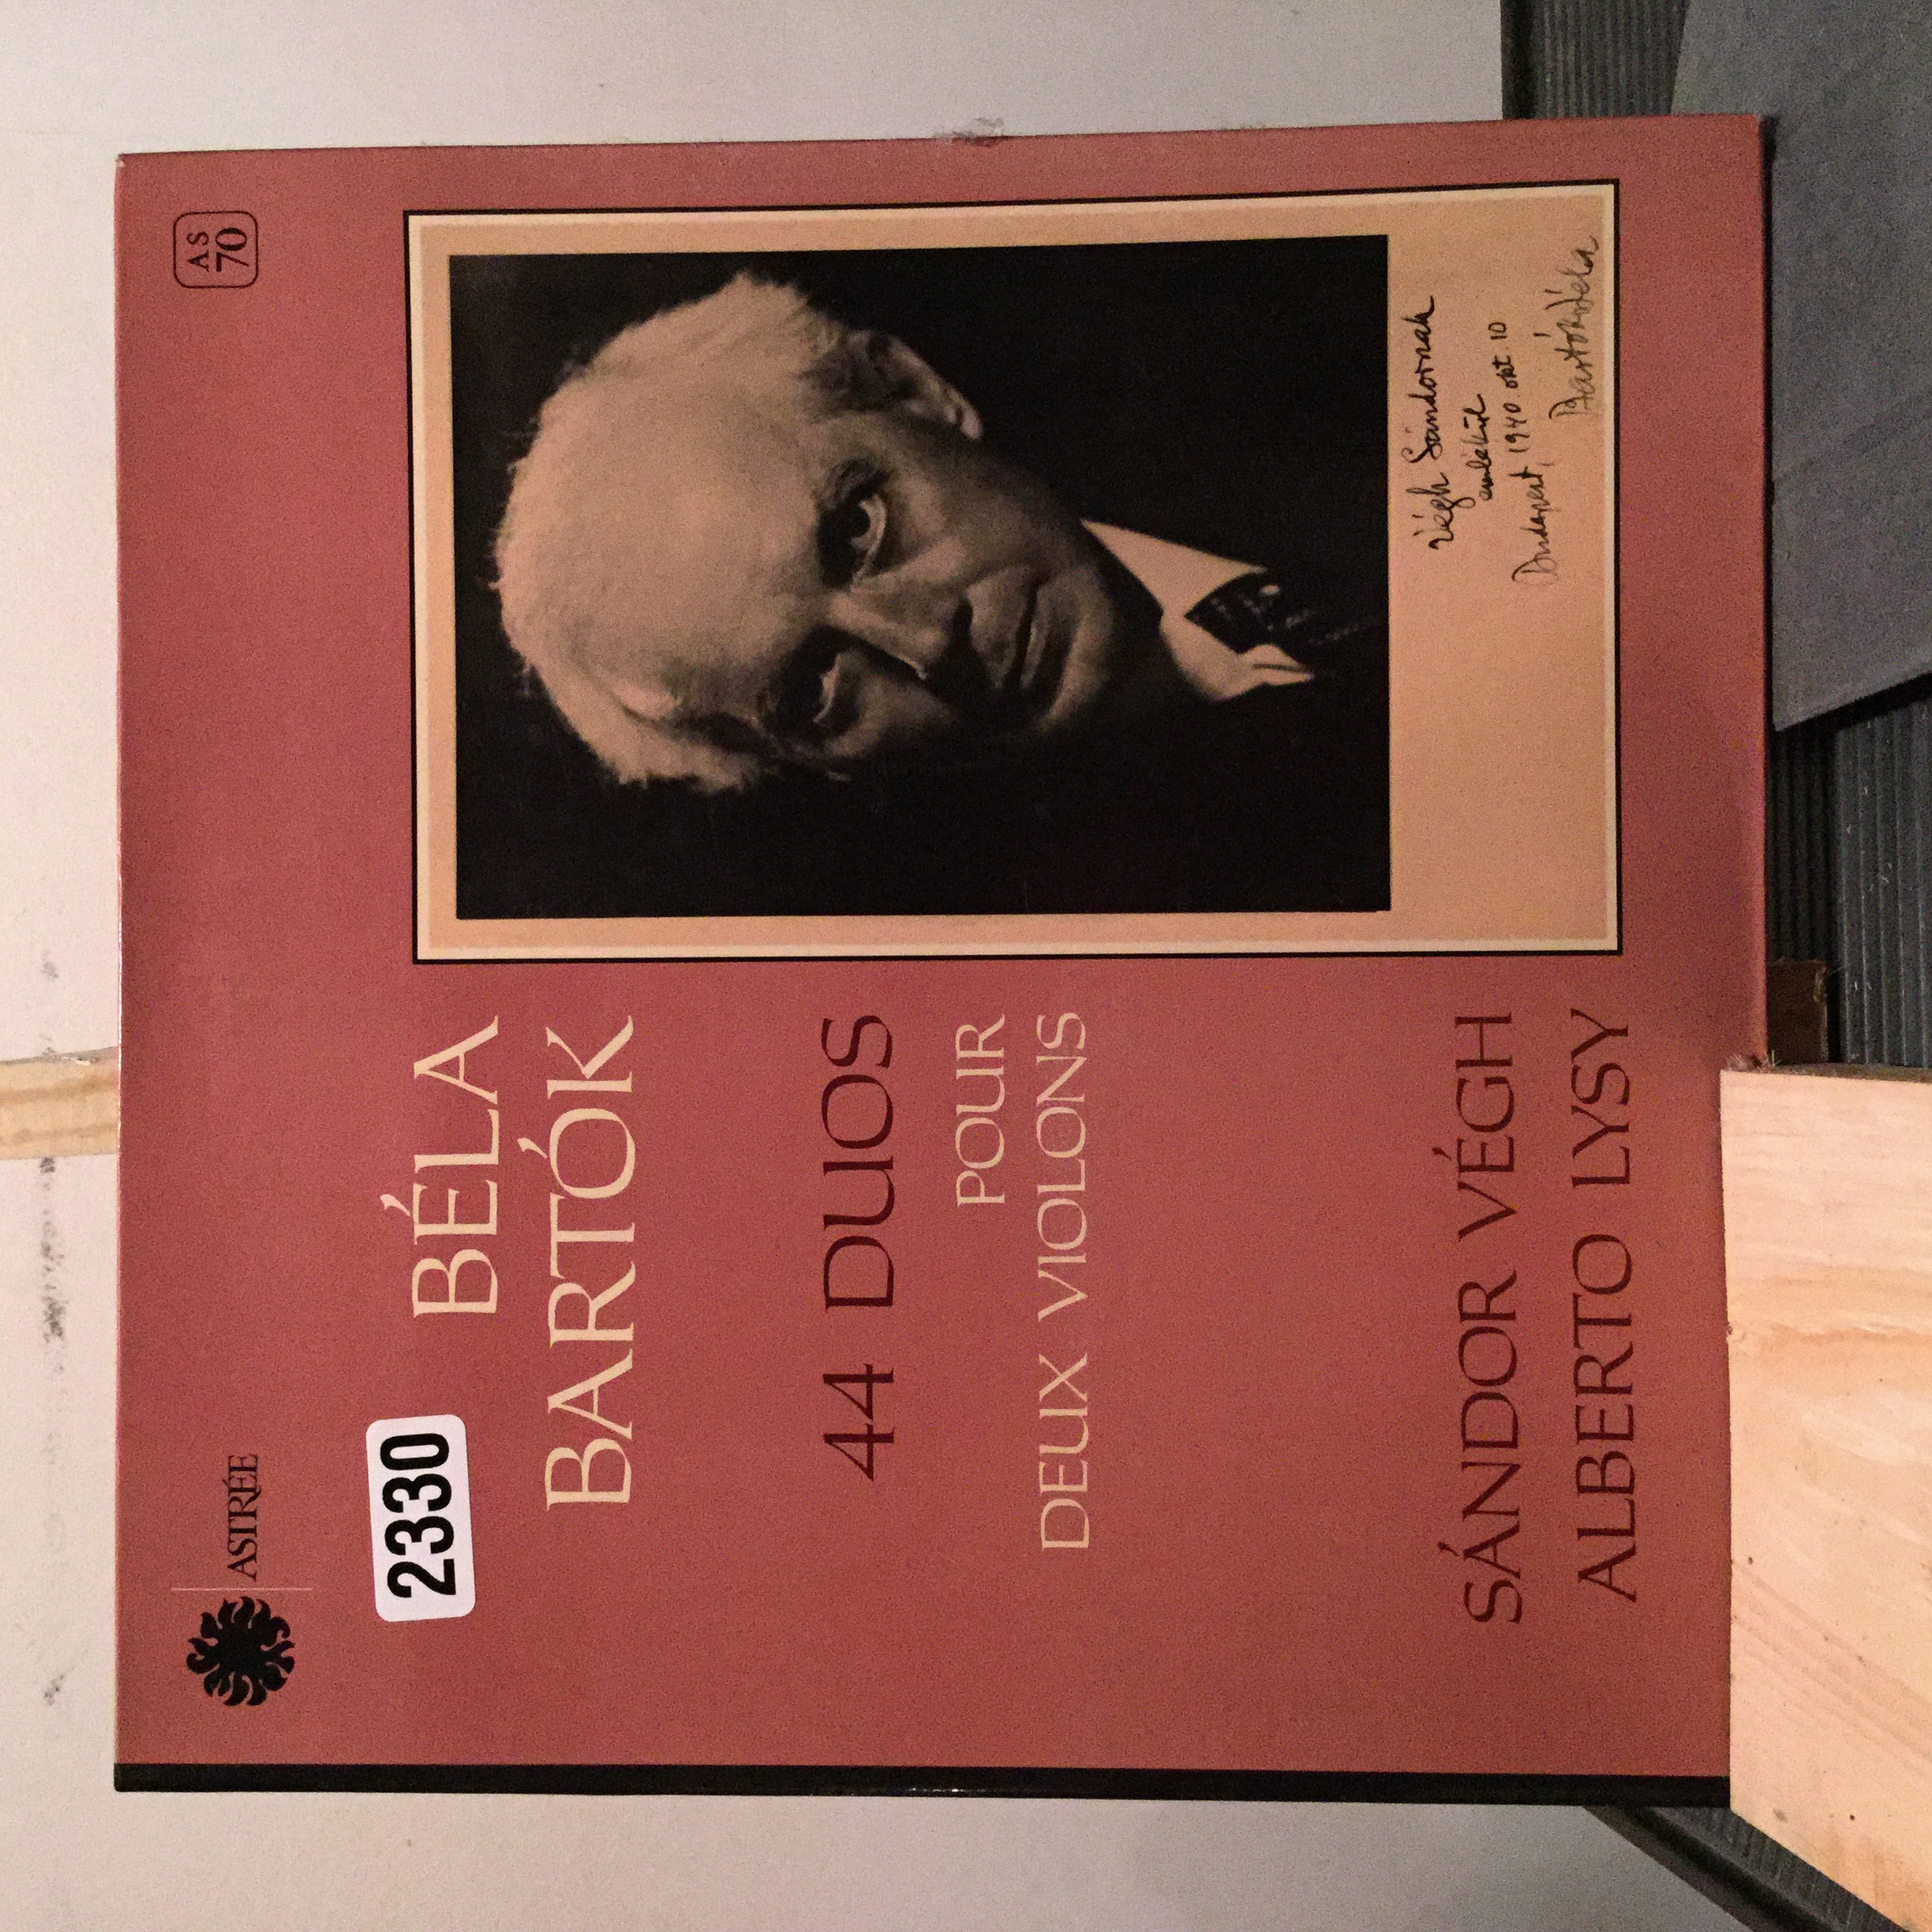 ASTRÉE
AS
70
2330
BÉLA
BARTÓK
44 DUOS
POUR
DEUX VIOLONS
SÁNDOR VÉGH
ALBERTO LYSY
Végh Sándornak
emlékül
Budapest, 1940. okt. 10
Bartók Béla